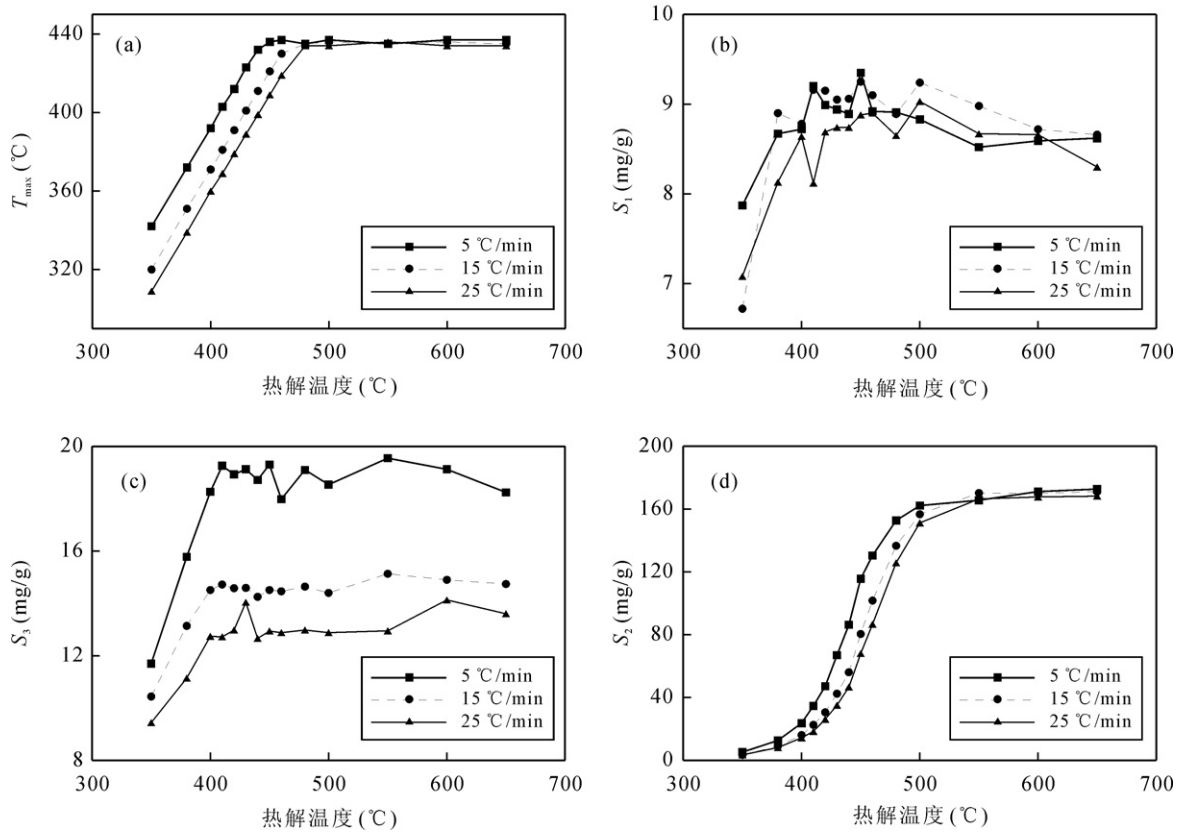 (a)
T_max (℃)
440
400
360
320
5 ℃/min
15 ℃/min
25 ℃/min
300 400 500 600 700
热解温度(℃)
(b)
S_1 (mg/g)
10
9
8
7
5 ℃/min
15 ℃/min
25 ℃/min
300 400 500 600 700
热解温度(℃)
(c)
S_3 (mg/g)
20
16
12
8
5 ℃/min
15 ℃/min
25 ℃/min
300 400 500 600 700
热解温度(℃)
(d)
S_2 (mg/g)
200
160
120
80
40
0
5 ℃/min
15 ℃/min
25 ℃/min
300 400 500 600 700
热解温度(℃)